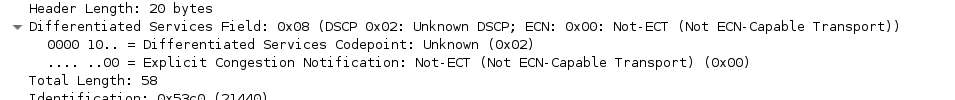 Header Length: 20 bytes
Differentiated Services Field: 0x08 (DSCP 0x02: Unknown DSCP; ECN: 0x00: Not-ECT (Not ECN-Capable Transport))
0000 10.. = Differentiated Services Codepoint: Unknown (0x02)
.... ..00 = Explicit Congestion Notification: Not-ECT (Not ECN-Capable Transport) (0x00)
Total Length: 58
Identification: 0x53c0 (21440)